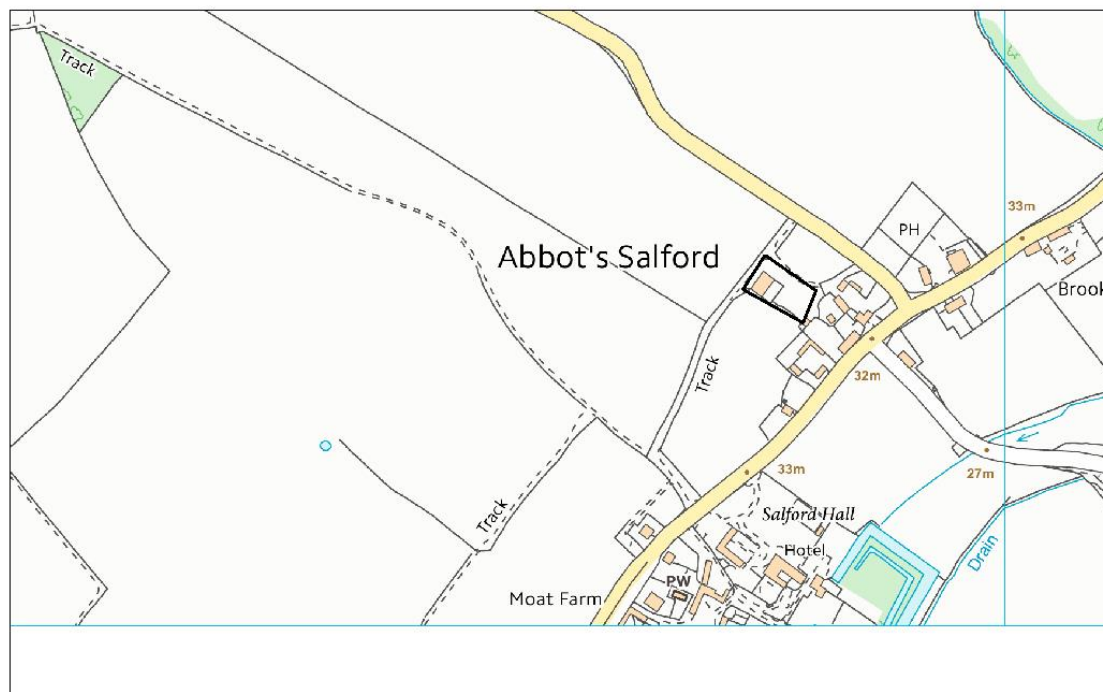 Track
33m
PH
Abbot's Salford
Brook
Track
32m
33m
27m
Track
Salford Hall
Hotel
Drain
PW
Moat Farm